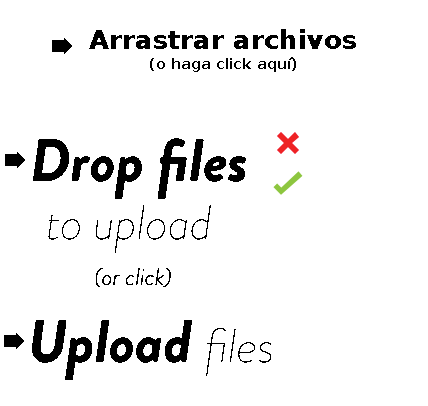 Arrastrar archivos
(o haga click aquí)
Drop files
to upload
(or click)
Upload files